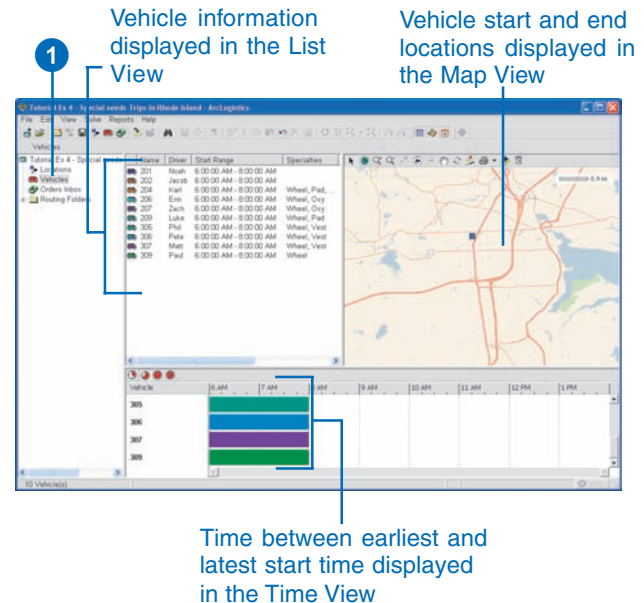 Vehicle information
displayed in the List
View
Vehicle start and end
locations displayed in
the Map View
1
Tutorial Ex 4 - Special needs Trips in Rhode Island - ArcLogistics
File Edit View Solve Reports Help
Vehicles
Tutorial Ex 4 - Special needs
Locations
Vehicles
Orders Inbox
Routing Folders
Name Driver Start Range Specialties
201 Noah 6:00:00 AM - 8:00:00 AM
202 Jacob 6:00:00 AM - 8:00:00 AM
204 Karl 6:00:00 AM - 8:00:00 AM Wheel, Pad, ...
206 Erin 6:00:00 AM - 8:00:00 AM Wheel, Oxy
207 Zach 6:00:00 AM - 8:00:00 AM Wheel, Oxy
209 Luke 6:00:00 AM - 8:00:00 AM Wheel, Pad
305 Phil 6:00:00 AM - 8:00:00 AM Wheel, Vest
306 Pete 6:00:00 AM - 8:00:00 AM Wheel, Vest
307 Matt 6:00:00 AM - 8:00:00 AM Wheel, Vest
309 Paul 6:00:00 AM - 8:00:00 AM Wheel
Vehicle 6 AM 7 AM 8 AM 9 AM 10 AM 11 AM 12 PM 1 PM
305
306
307
309
10 Vehicle(s)
Time between earliest and
latest start time displayed
in the Time View